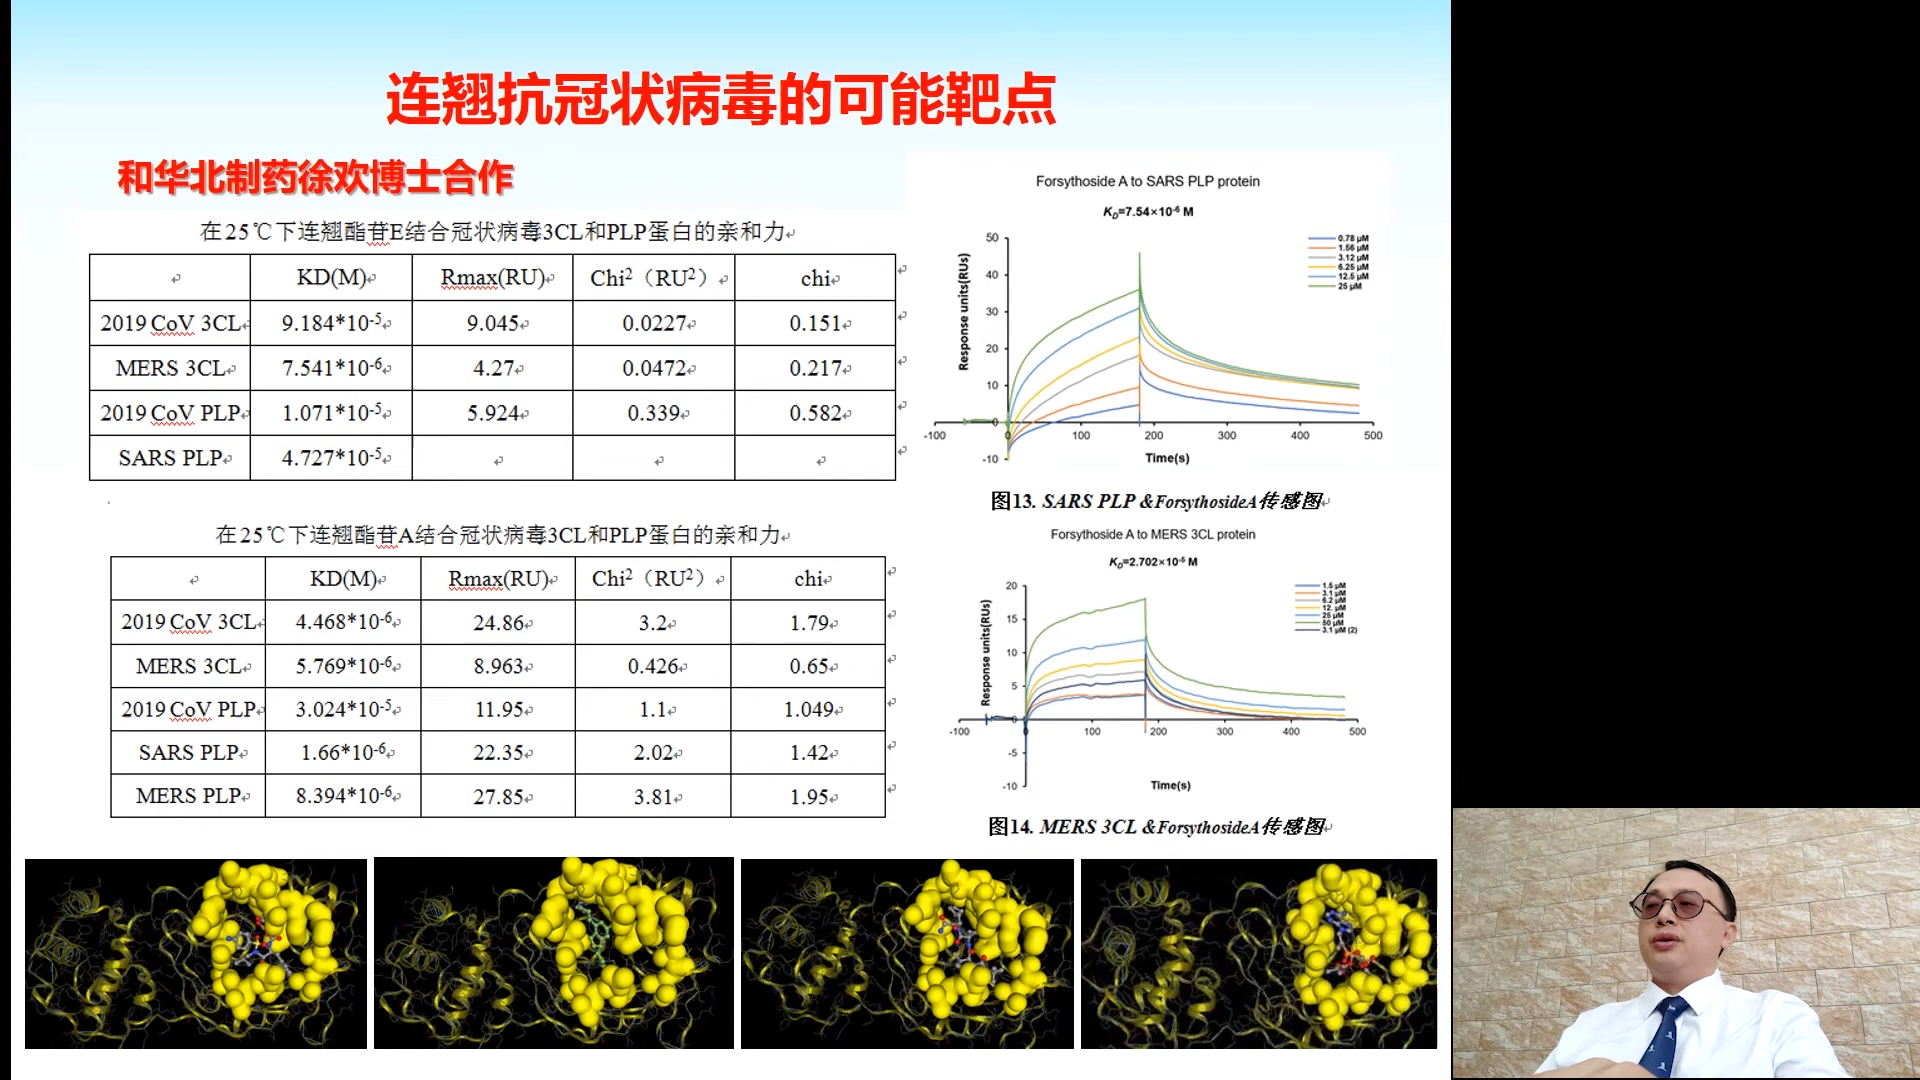 连翘抗冠状病毒的可能靶点
和华北制药徐欢博士合作
在25℃下连翘酯苷E结合冠状病毒3CL和PLP蛋白的亲和力
KD(M) Rmax(RU) Chi²（RU²） chi
2019 CoV 3CL 9.184*10⁻⁵ 9.045 0.0227 0.151
MERS 3CL 7.541*10⁻⁶ 4.27 0.0472 0.217
2019 CoV PLP 1.071*10⁻⁵ 5.924 0.339 0.582
SARS PLP 4.727*10⁻⁵
在25℃下连翘酯苷A结合冠状病毒3CL和PLP蛋白的亲和力
KD(M) Rmax(RU) Chi²（RU²） chi
2019 CoV 3CL 4.468*10⁻⁶ 24.86 3.2 1.79
MERS 3CL 5.769*10⁻⁶ 8.963 0.426 0.65
2019 CoV PLP 3.024*10⁻⁵ 11.95 1.1 1.049
SARS PLP 1.66*10⁻⁶ 22.35 2.02 1.42
MERS PLP 8.394*10⁻⁶ 27.85 3.81 1.95
Forsythoside A to SARS PLP protein
K_D=7.54×10⁻⁶ M
Response units(RUs)
50
40
30
20
10
0
-10
-100 0 100 200 300 400 500
Time(s)
0.78 μM
1.56 μM
3.12 μM
6.25 μM
12.5 μM
25 μM
图13. SARS PLP &ForsythosideA传感图
Forsythoside A to MERS 3CL protein
K_D=2.702×10⁻⁵ M
Response units(RUs)
20
15
10
5
0
-5
-10
-100 0 100 200 300 400 500
Time(s)
1.5 μM
3.1 μM
6.2 μM
12. μM
25 μM
50 μM
3.1 μM (2)
图14. MERS 3CL &ForsythosideA传感图